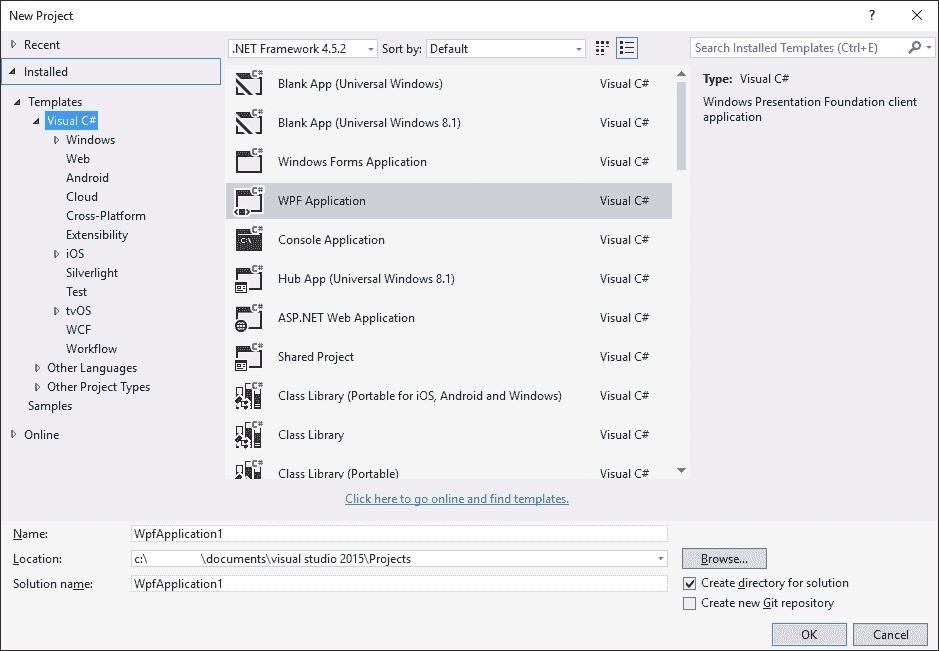 New Project
?
Recent
Installed
Templates
Visual C#
Windows
Web
Android
Cloud
Cross-Platform
Extensibility
iOS
Silverlight
Test
tvOS
WCF
Workflow
Other Languages
Other Project Types
Samples
Online
.NET Framework 4.5.2 Sort by: Default
Blank App (Universal Windows) Visual C#
Blank App (Universal Windows 8.1) Visual C#
Windows Forms Application Visual C#
WPF Application Visual C#
Console Application Visual C#
Hub App (Universal Windows 8.1) Visual C#
ASP.NET Web Application Visual C#
Shared Project Visual C#
Class Library (Portable for iOS, Android and Windows) Visual C#
Class Library Visual C#
Class Library (Portable) Visual C#
Click here to go online and find templates.
Search Installed Templates (Ctrl+E)
Type: Visual C#
Windows Presentation Foundation client
application
Name: WpfApplication1
Location: c:\ \documents\visual studio 2015\Projects Browse...
Solution name: WpfApplication1
Create directory for solution
Create new Git repository
OK Cancel